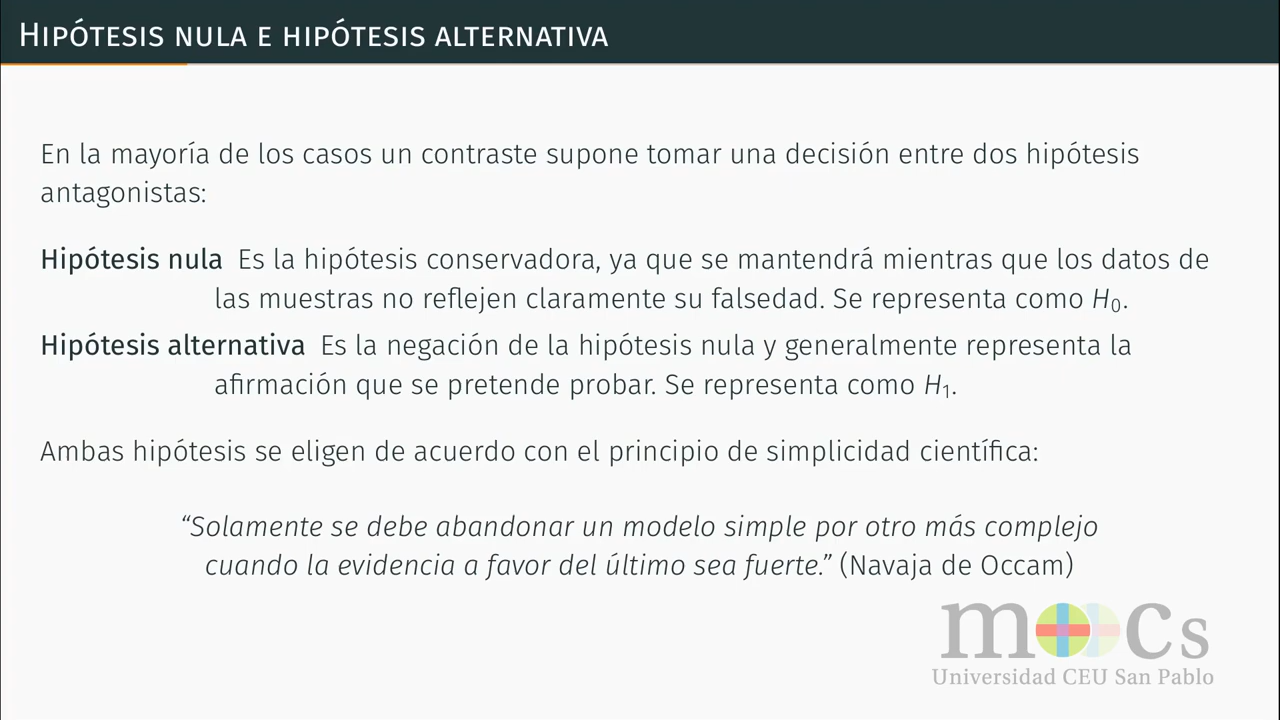 HIPÓTESIS NULA E HIPÓTESIS ALTERNATIVA
En la mayoría de los casos un contraste supone tomar una decisión entre dos hipótesis
antagonistas:
Hipótesis nula Es la hipótesis conservadora, ya que se mantendrá mientras que los datos de
las muestras no reflejen claramente su falsedad. Se representa como H₀.
Hipótesis alternativa Es la negación de la hipótesis nula y generalmente representa la
afirmación que se pretende probar. Se representa como H₁.
Ambas hipótesis se eligen de acuerdo con el principio de simplicidad científica:
“Solamente se debe abandonar un modelo simple por otro más complejo
cuando la evidencia a favor del último sea fuerte.” (Navaja de Occam)
moocs
Universidad CEU San Pablo